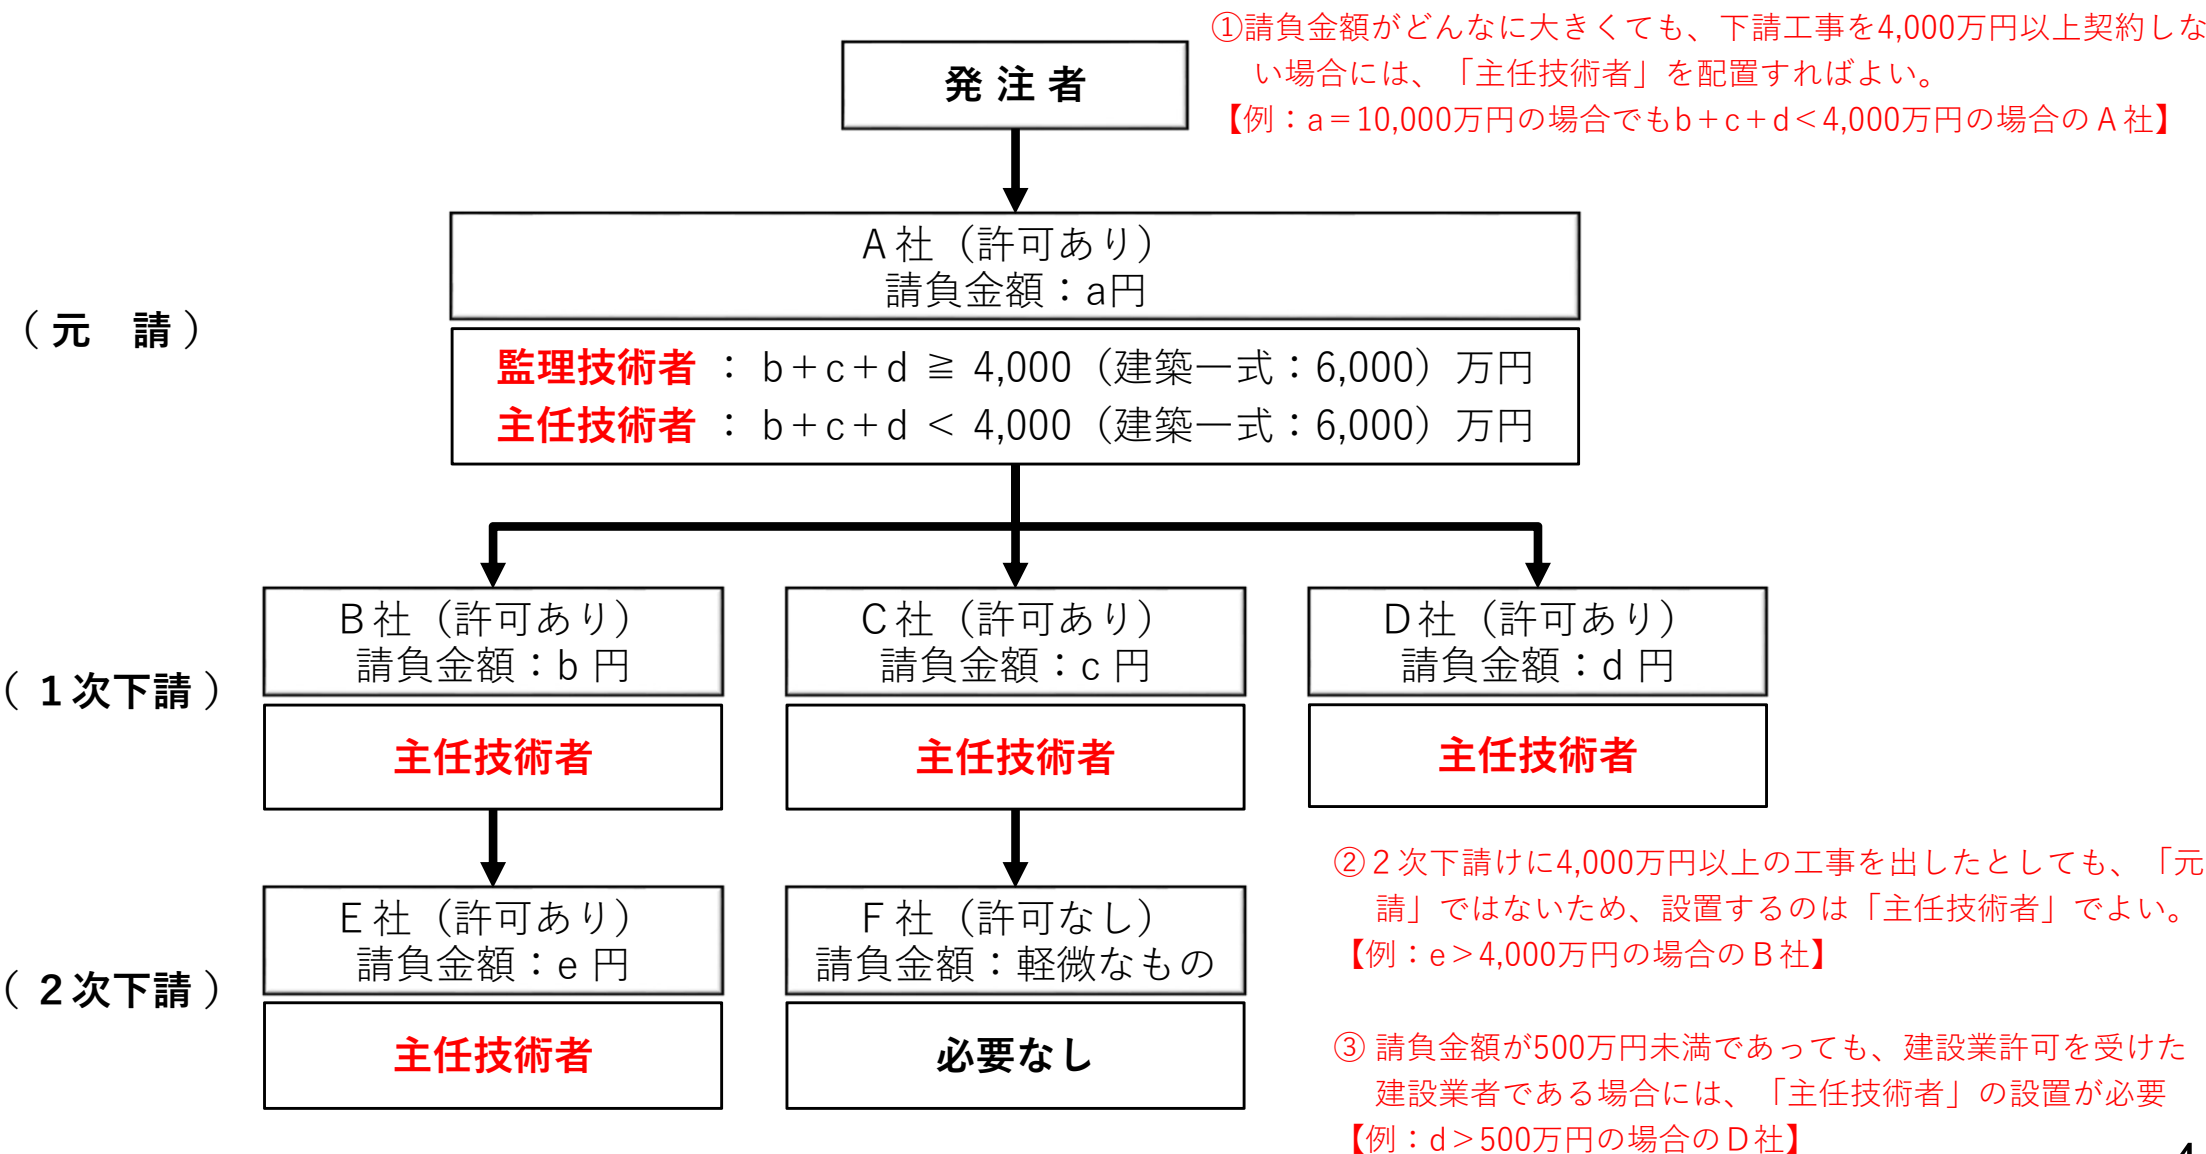 ①請負金額がどんなに大きくても、下請工事を4,000万円以上契約しな
い場合には、「主任技術者」を配置すればよい。
【例：a＝10,000万円の場合でもb＋c＋d＜4,000万円の場合のＡ社】
発 注 者
Ａ社（許可あり）
請負金額：a円
（ 元　請 ）
監理技術者 ： b＋c＋d ≧ 4,000（建築一式：6,000）万円
主任技術者 ： b＋c＋d ＜ 4,000（建築一式：6,000）万円
Ｂ社（許可あり）
請負金額：b 円
Ｃ社（許可あり）
請負金額：c 円
Ｄ社（許可あり）
請負金額：d 円
（ １次下請 ）
主任技術者
主任技術者
主任技術者
②２次下請けに4,000万円以上の工事を出したとしても、「元
請」ではないため、設置するのは「主任技術者」でよい。
【例：e＞4,000万円の場合のＢ社】
Ｅ社（許可あり）
請負金額：e 円
Ｆ社（許可なし）
請負金額：軽微なもの
（ ２次下請 ）
主任技術者
必要なし
③ 請負金額が500万円未満であっても、建設業許可を受けた
建設業者である場合には、「主任技術者」の設置が必要
【例：d＞500万円の場合のＤ社】